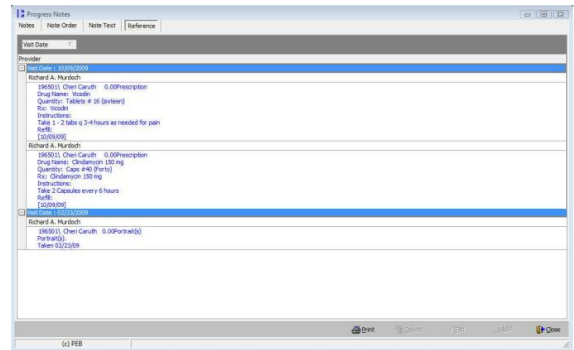 Progress Notes
Notes Note Order Note Text Reference
Visit Date
Provider
Visit Date : 10/09/2009
Richard A. Murdoch
196501\ Cheri Caruth 0.00Prescription
Drug Name: Vicodin
Quantity: Tablets # 16 (sixteen)
Rx: Vicodin
Instructions:
Take 1 - 2 tabs q 3-4 hours as needed for pain
Refill:
[10/09/09]
Richard A. Murdoch
196501\ Cheri Caruth 0.00Prescription
Drug Name: Clindamycin 150 mg
Quantity: Caps #40 (Forty)
Rx: Clindamycin 150 mg
Instructions:
Take 2 Capsules every 6 hours
Refill:
[10/09/09]
Visit Date : 02/23/2009
Richard A. Murdoch
196501\ Cheri Caruth 0.00Portrait(s)
Portrait(s).
Taken 02/23/09
Print Delete Edit Add Close
(c) PEB